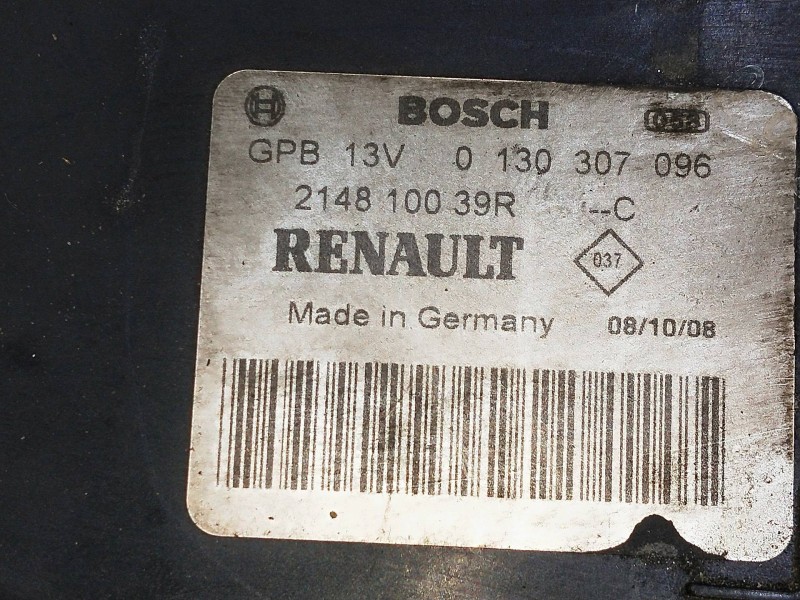 BOSCH
GPB 13V 0 130 307 096
2148 100 39R --C
RENAULT 037
Made in Germany 08/10/08